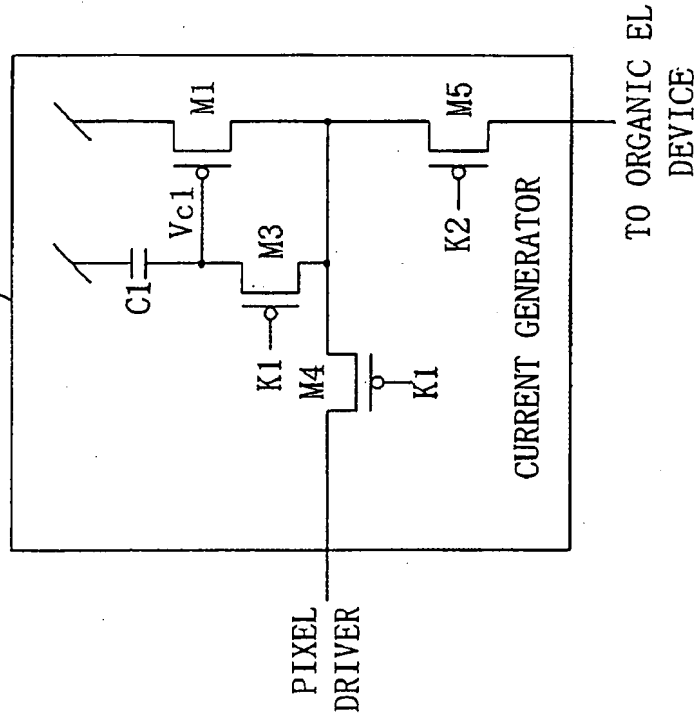 C1
Vc1
M1
K1
M3
M4
K1
K2
M5
CURRENT GENERATOR
PIXEL
DRIVER
TO ORGANIC EL
DEVICE